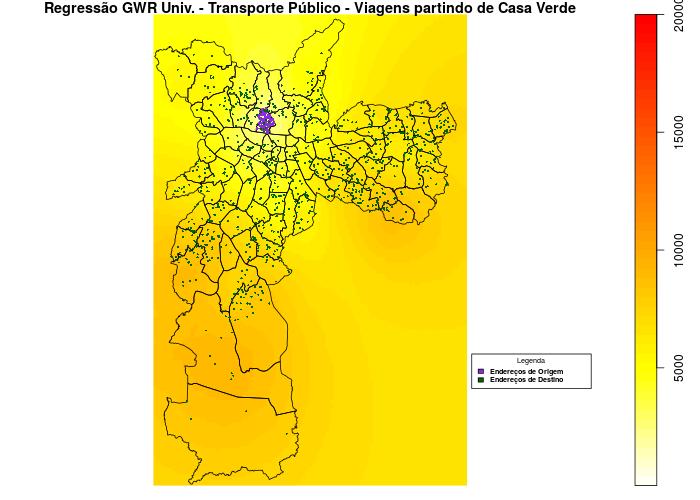 Regressão GWR Univ. - Transporte Público - Viagens partindo de Casa Verde
20000
15000
10000
5000
Legenda
Endereços de Origem
Endereços de Destino